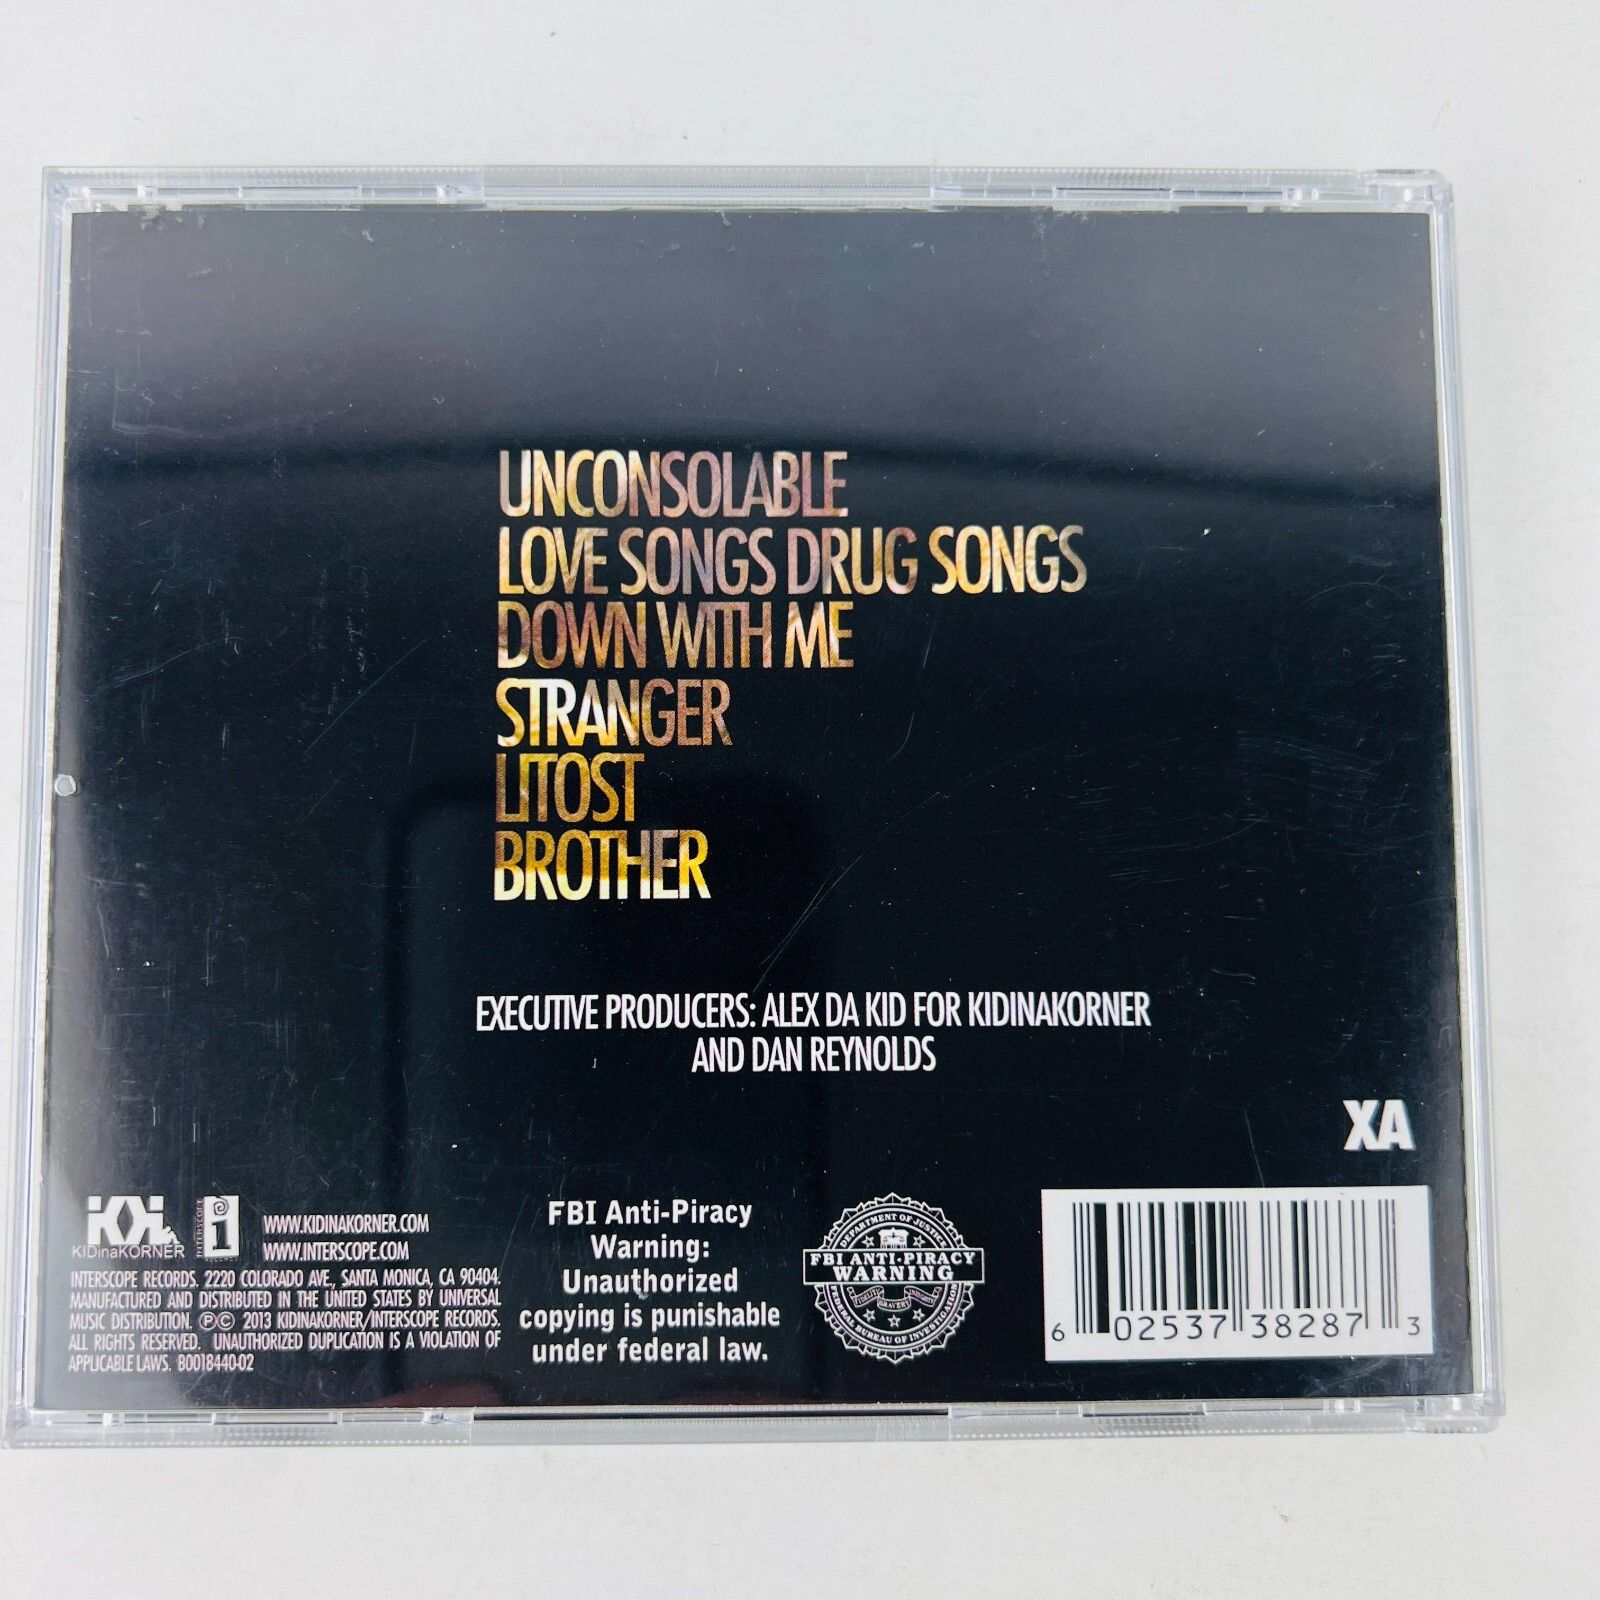 UNCONSOLABLE
LOVE SONGS DRUG SONGS
DOWN WITH ME
STRANGER
LITOST
BROTHER
EXECUTIVE PRODUCERS: ALEX DA KID FOR KIDINAKORNER
AND DAN REYNOLDS
XA
KIDinaKORNER
INTERSCOPE
i
WWW.KIDINAKORNER.COM
WWW.INTERSCOPE.COM
INTERSCOPE RECORDS. 2220 COLORADO AVE., SANTA MONICA, CA 90404.
MANUFACTURED AND DISTRIBUTED IN THE UNITED STATES BY UNIVERSAL
MUSIC DISTRIBUTION. ℗© 2013 KIDINAKORNER/INTERSCOPE RECORDS.
ALL RIGHTS RESERVED. UNAUTHORIZED DUPLICATION IS A VIOLATION OF
APPLICABLE LAWS. B0018440-02
FBI Anti-Piracy
Warning:
Unauthorized
copying is punishable
under federal law.
DEPARTMENT OF JUSTICE
FBI ANTI-PIRACY
WARNING
FIDELITY BRAVERY INTEGRITY
FEDERAL BUREAU OF INVESTIGATION
6 02537 38287 3